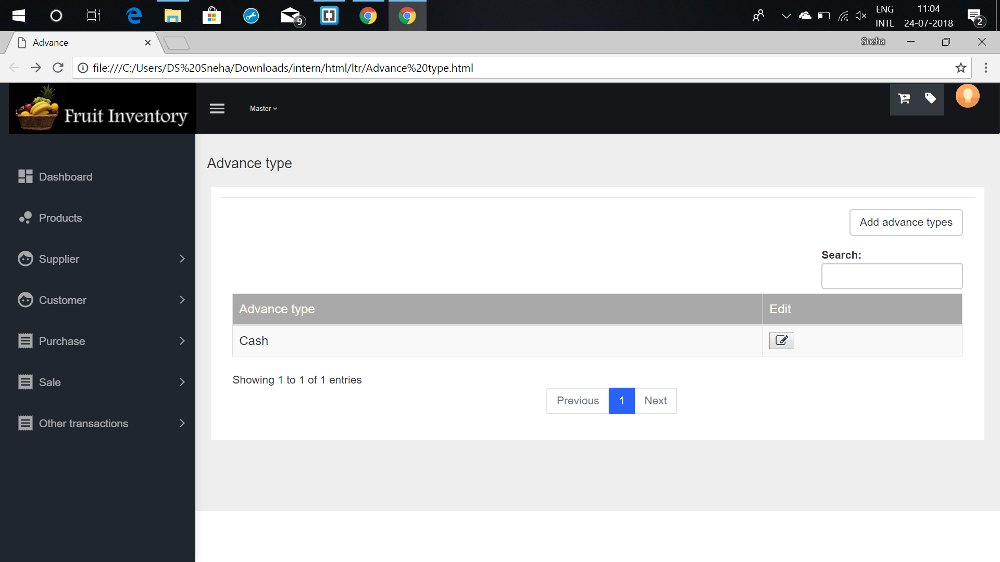 9
ENG
INTL
11:04
24-07-2018
2
Advance
Sneha
file:///C:/Users/DS%20Sneha/Downloads/intern/html/ltr/Advance%20type.html
Fruit Inventory
Master
Dashboard
Products
Supplier
Customer
Purchase
Sale
Other transactions
Advance type
Add advance types
Search:
Advance type Edit
Cash
Showing 1 to 1 of 1 entries
Previous 1 Next